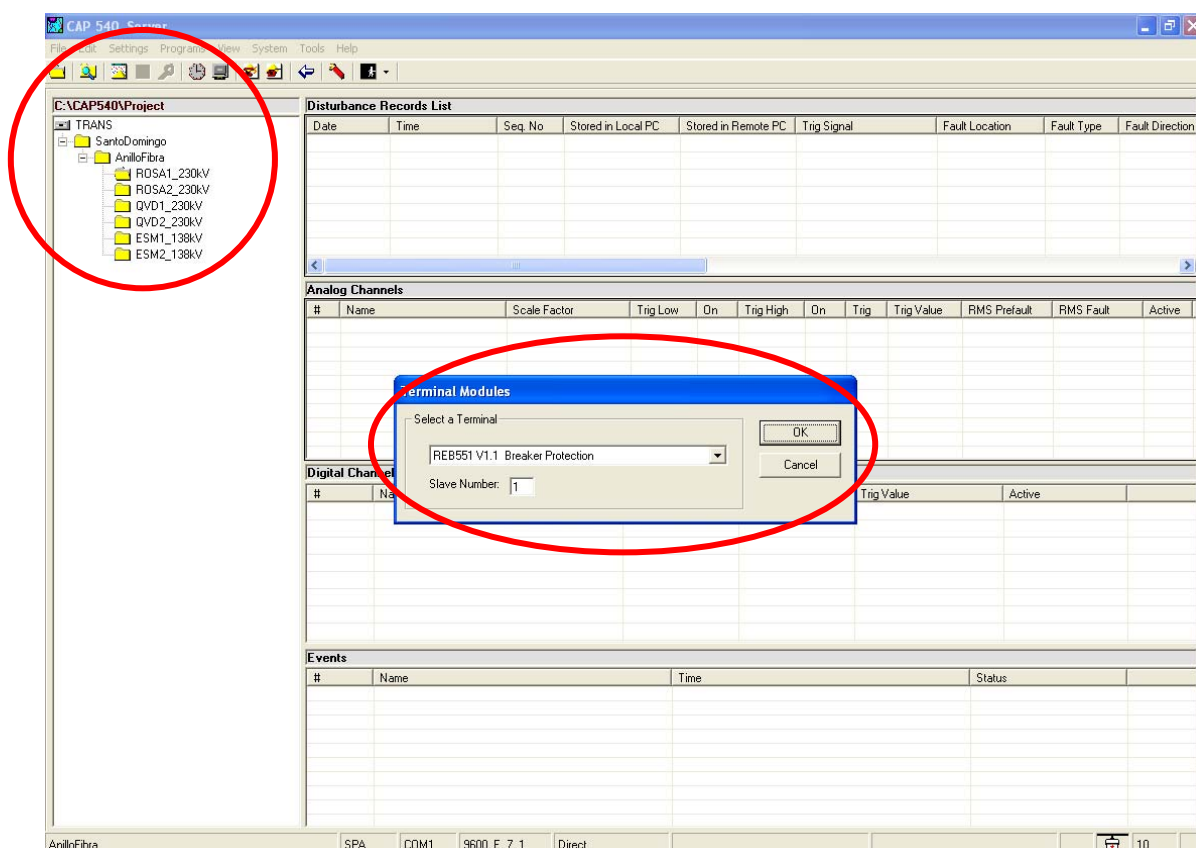 CAP 540 Server
File Edit Settings Programs View System Tools Help
C:\CAP540\Project
TRANS
SantoDomingo
AnilloFibra
ROSA1_230kV
ROSA2_230kV
QVD1_230kV
QVD2_230kV
ESM1_138kV
ESM2_138kV
Disturbance Records List
Date Time Seq. No Stored in Local PC Stored in Remote PC Trig Signal Fault Location Fault Type Fault Direction
Analog Channels
# Name Scale Factor Trig Low On Trig High On Trig Trig Value RMS Prefault RMS Fault Active
Terminal Modules
Select a Terminal
REB551 V1.1 Breaker Protection
Slave Number: 1
OK
Cancel
Digital Channel
# Na Trig Value Active
Events
# Name Time Status
AnilloFibra SPA COM1 9600 E 7 1 Direct 10